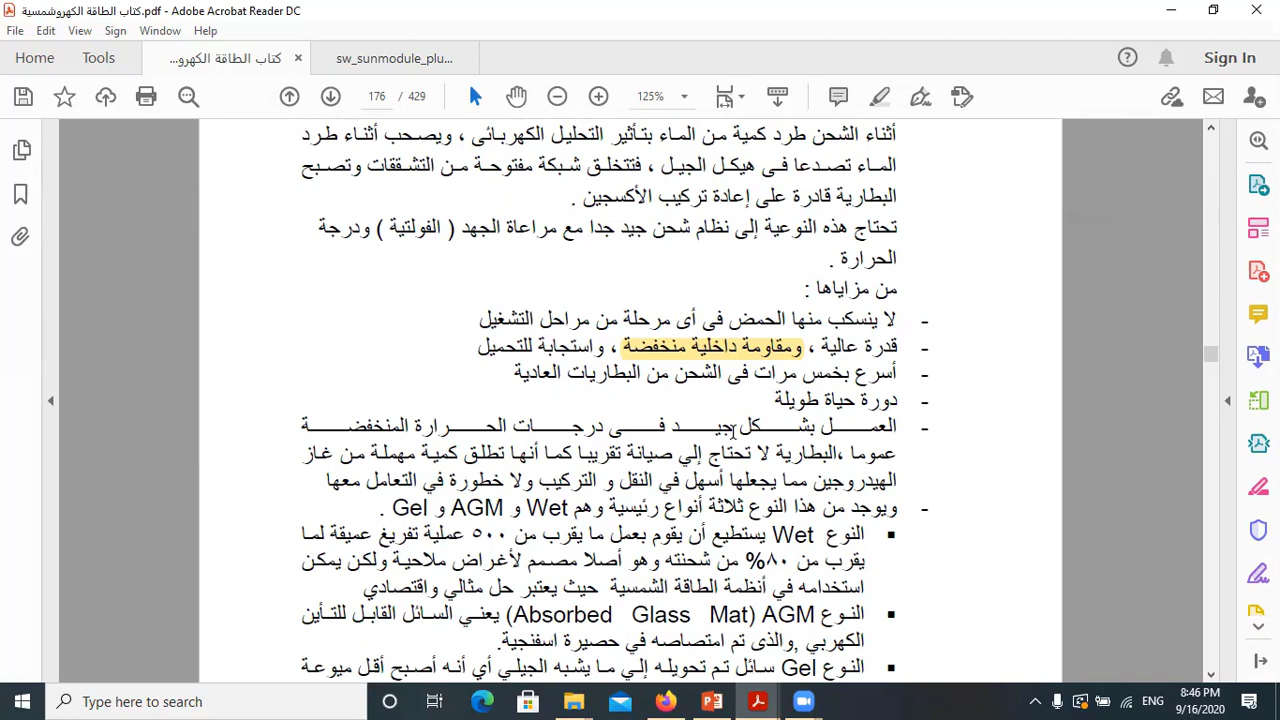 كتاب الطاقة الكهروشمسية.pdf - Adobe Acrobat Reader DC
File Edit View Sign Window Help
Home Tools كتاب الطاقة الكهرو... × sw_sunmodule_plu... Sign In
176 / 429 125%
أثناء الشحن طرد كمية من الماء بتأثير التحليل الكهربائى ، ويصحب أثناء طرد
الماء تصدعا فى هيكل الجيل ، فتتخلق شبكة مفتوحة من التشققات وتصبح
البطارية قادرة على إعادة تركيب الأكسجين .
تحتاج هذه النوعية إلى نظام شحن جيد جدا مع مراعاة الجهد ( الفولتية ) ودرجة
الحرارة .
من مزاياها :
- لا ينسكب منها الحمض فى أى مرحلة من مراحل التشغيل
- قدرة عالية ، ومقاومة داخلية منخفضة ، واستجابة للتحميل
- أسرع بخمس مرات فى الشحن من البطاريات العادية
- دورة حياة طويلة
- العمل بشكل جيد فى درجات الحرارة المنخفضة
عموما ،البطارية لا تحتاج إلي صيانة تقريبا كما أنها تطلق كمية مهملة من غاز
الهيدروجين مما يجعلها أسهل في النقل و التركيب ولا خطورة في التعامل معها
- ويوجد من هذا النوع ثلاثة أنواع رئيسية وهم Wet و AGM و Gel .
▪ النوع Wet يستطيع أن يقوم بعمل ما يقرب من ٥٠٠ عملية تفريغ عميقة لما
يقرب من ٨٠% من شحنته وهو أصلا مصمم لأغراض ملاحية ولكن يمكن
استخدامه في أنظمة الطاقة الشمسية حيث يعتبر حل مثالي واقتصادي
▪ النوع AGM (Absorbed Glass Mat) يعني السائل القابل للتأين
الكهربي ,والذى تم امتصاصه في حصيرة اسفنجية.
▪ النوع Gel سائل تم تحويله إلي ما يشبه الجيلي أي أنه أصبح أقل ميوعة
Type here to search
ENG
8:46 PM
9/16/2020